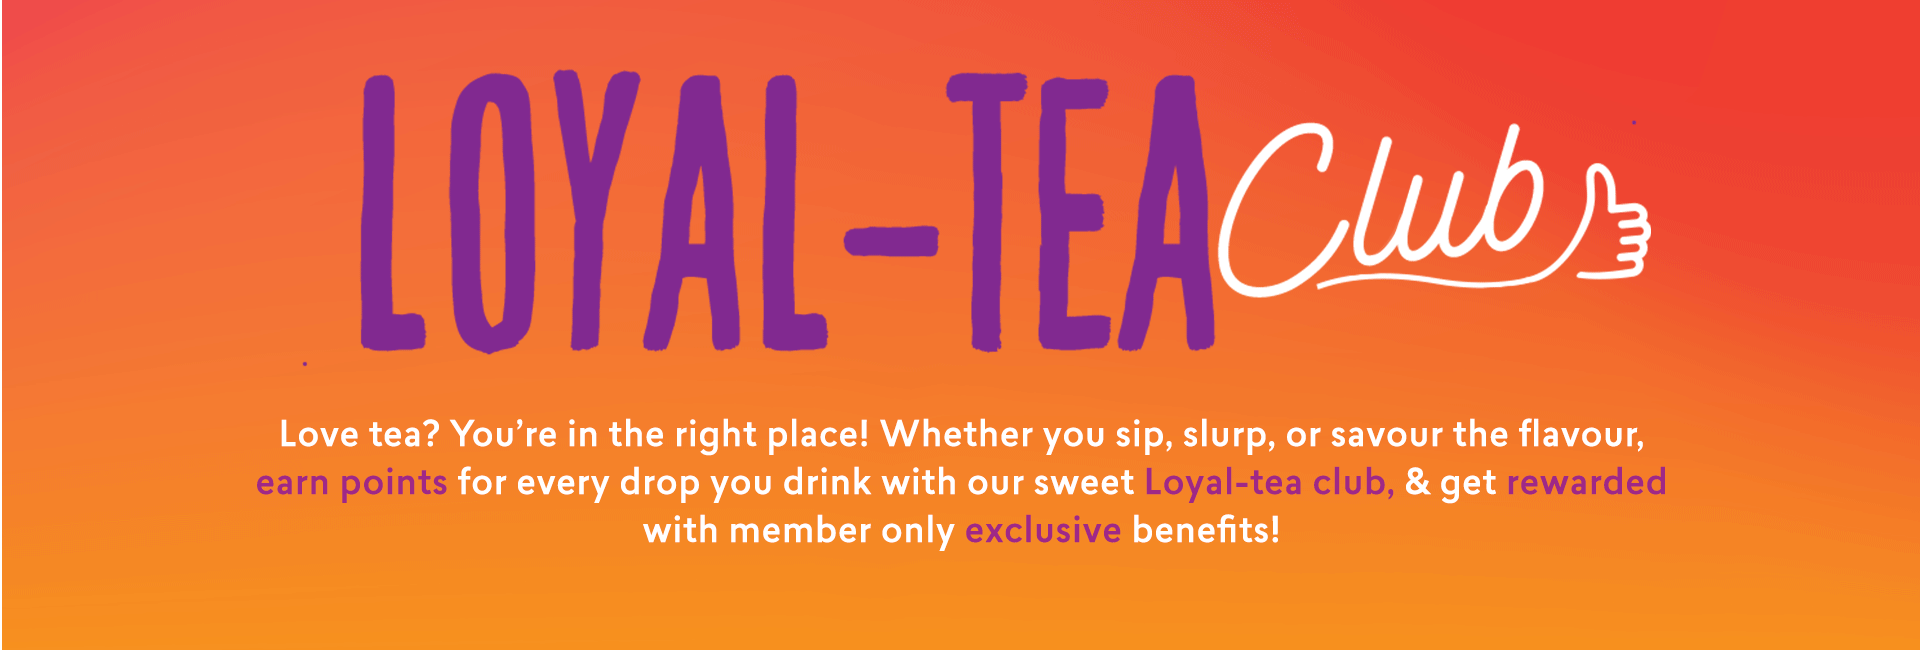 LOYAL-TEA Club
Love tea? You’re in the right place! Whether you sip, slurp, or savour the flavour,
earn points for every drop you drink with our sweet Loyal-tea club, & get rewarded
with member only exclusive benefits!